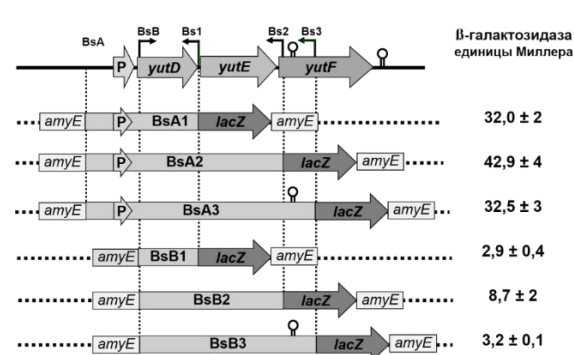 BsB Bs1 Bs2 Bs3 ß-галактозидаза
BsA единицы Миллера
P yutD yutE yutF
amyE P BsA1 lacZ amyE 32,0 ± 2
amyE P BsA2 lacZ amyE 42,9 ± 4
amyE P BsA3 lacZ amyE 32,5 ± 3
amyE BsB1 lacZ amyE 2,9 ± 0,4
amyE BsB2 lacZ amyE 8,7 ± 2
amyE BsB3 lacZ amyE 3,2 ± 0,1